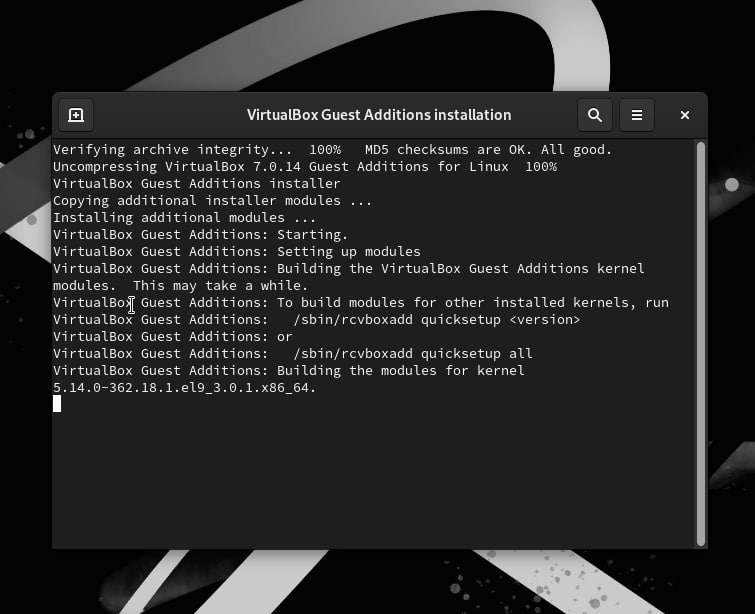 VirtualBox Guest Additions installation
Verifying archive integrity...  100%   MD5 checksums are OK. All good.
Uncompressing VirtualBox 7.0.14 Guest Additions for Linux  100%
VirtualBox Guest Additions installer
Copying additional installer modules ...
Installing additional modules ...
VirtualBox Guest Additions: Starting.
VirtualBox Guest Additions: Setting up modules
VirtualBox Guest Additions: Building the VirtualBox Guest Additions kernel
modules.  This may take a while.
VirtualBox Guest Additions: To build modules for other installed kernels, run
VirtualBox Guest Additions:   /sbin/rcvboxadd quicksetup <version>
VirtualBox Guest Additions: or
VirtualBox Guest Additions:   /sbin/rcvboxadd quicksetup all
VirtualBox Guest Additions: Building the modules for kernel
5.14.0-362.18.1.el9_3.0.1.x86_64.